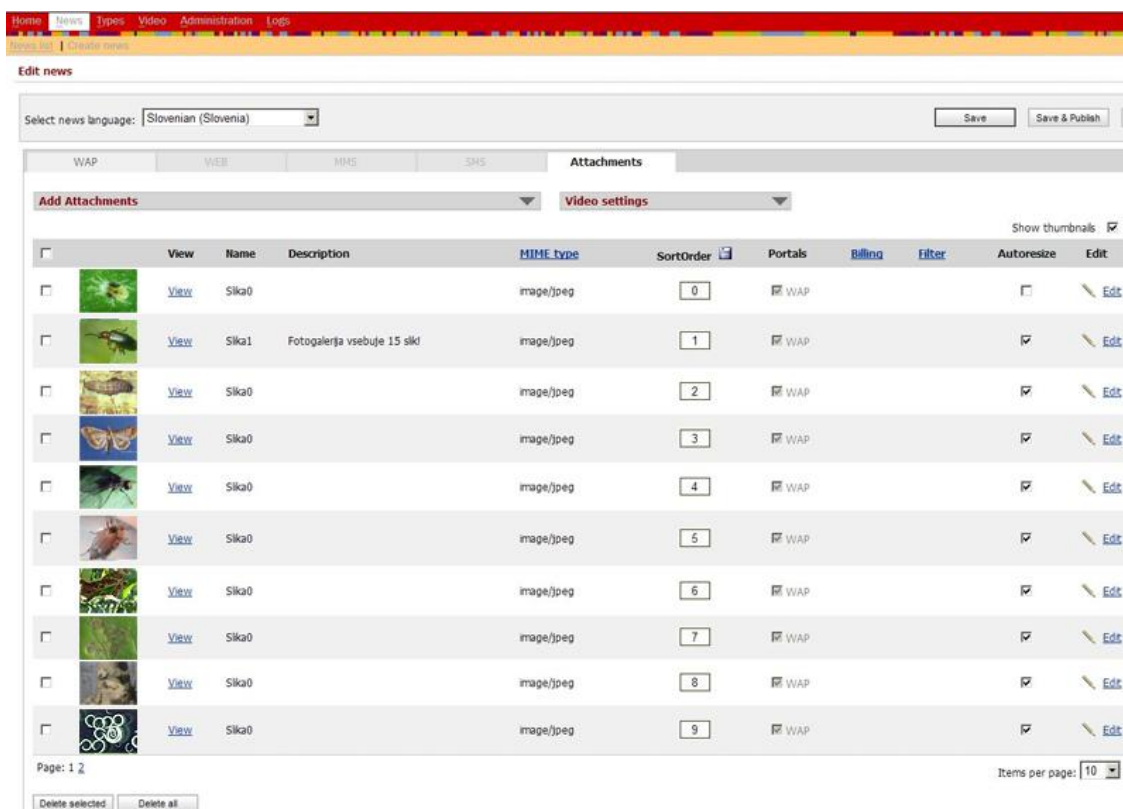 Home News Types Video Administration Logs
News list | Create news
Edit news
Select news language: Slovenian (Slovenia) Save Save & Publish
WAP WEB MMS SMS Attachments
Add Attachments Video settings
Show thumbnails
View Name Description MIME type SortOrder Portals Billing Filter Autoresize Edit
View Slika0 image/jpeg 0 WAP Edit
View Slika1 Fotogalerija vsebuje 15 slik! image/jpeg 1 WAP Edit
View Slika0 image/jpeg 2 WAP Edit
View Slika0 image/jpeg 3 WAP Edit
View Slika0 image/jpeg 4 WAP Edit
View Slika0 image/jpeg 5 WAP Edit
View Slika0 image/jpeg 6 WAP Edit
View Slika0 image/jpeg 7 WAP Edit
View Slika0 image/jpeg 8 WAP Edit
View Slika0 image/jpeg 9 WAP Edit
Page: 1 2 Items per page: 10
Delete selected Delete all